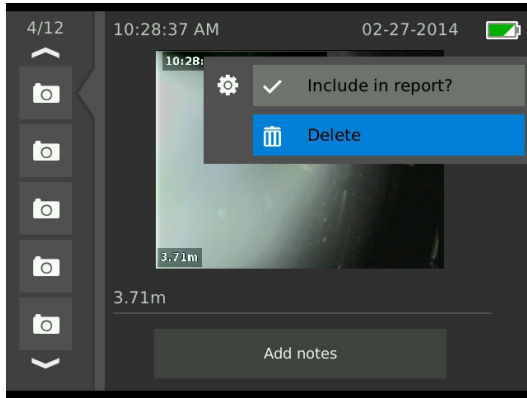 4/12
10:28:37 AM 02-27-2014
10:28:
Include in report?
Delete
3.71m
3.71m
Add notes